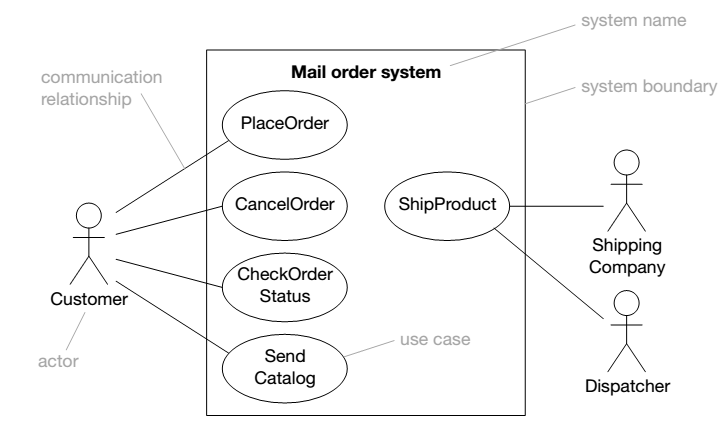 system name
communication
relationship
Mail order system
system boundary
PlaceOrder
CancelOrder
ShipProduct
Shipping
Company
CheckOrder
Status
Customer
Send
Catalog
use case
actor
Dispatcher